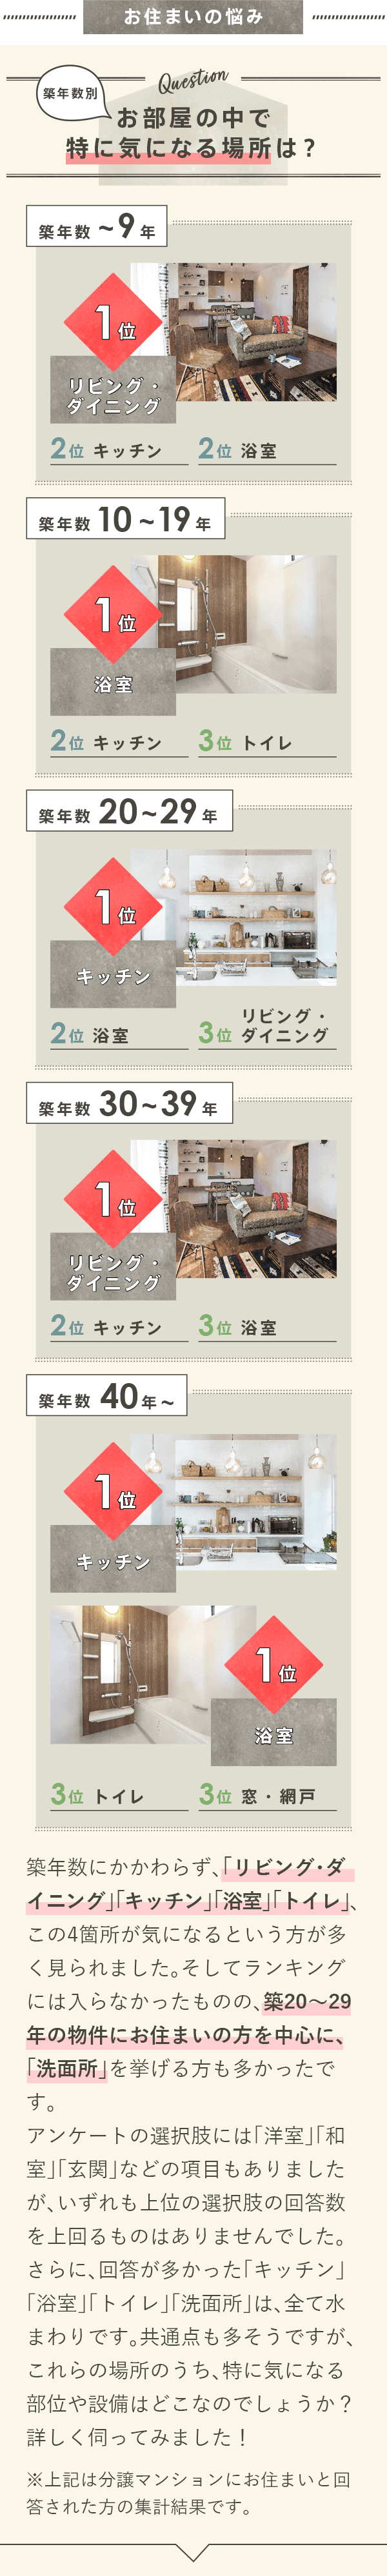 お住まいの悩み
築年数別
Question
お部屋の中で
特に気になる場所は？
築年数 ~9年
1位
リビング・
ダイニング
2位 キッチン
2位 浴室
築年数 10~19年
1位
浴室
2位 キッチン
3位 トイレ
築年数 20~29年
1位
キッチン
2位 浴室
3位 リビング・
ダイニング
築年数 30~39年
1位
リビング・
ダイニング
2位 キッチン
3位 浴室
築年数 40年~
1位
キッチン
1位
浴室
3位 トイレ
3位 窓・網戸
築年数にかかわらず、「リビング・ダ
イニング」「キッチン」「浴室」「トイレ」、
この4箇所が気になるという方が多
く見られました。そしてランキング
には入らなかったものの、築20〜29
年の物件にお住まいの方を中心に、
「洗面所」を挙げる方も多かったで
す。
アンケートの選択肢には「洋室」「和
室」「玄関」などの項目もありました
が、いずれも上位の選択肢の回答数
を上回るものはありませんでした。
さらに、回答が多かった「キッチン」
「浴室」「トイレ」「洗面所」は、全て水
まわりです。共通点も多そうですが、
これらの場所のうち、特に気になる
部位や設備はどこなのでしょうか？
詳しく伺ってみました！
※上記は分譲マンションにお住まいと回
答された方の集計結果です。